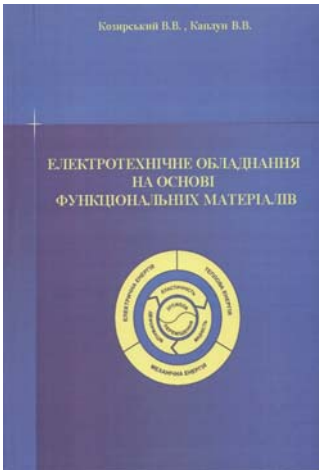 Козирський В.В. , Каплун В.В.
ЕЛЕКТРОТЕХНІЧНЕ ОБЛАДНАННЯ
НА ОСНОВІ
ФУНКЦІОНАЛЬНИХ МАТЕРІАЛІВ
ЕЛЕКТРИЧНА ЕНЕРГІЯ
ТЕПЛОВА ЕНЕРГІЯ
МЕХАНІЧНА ЕНЕРГІЯ